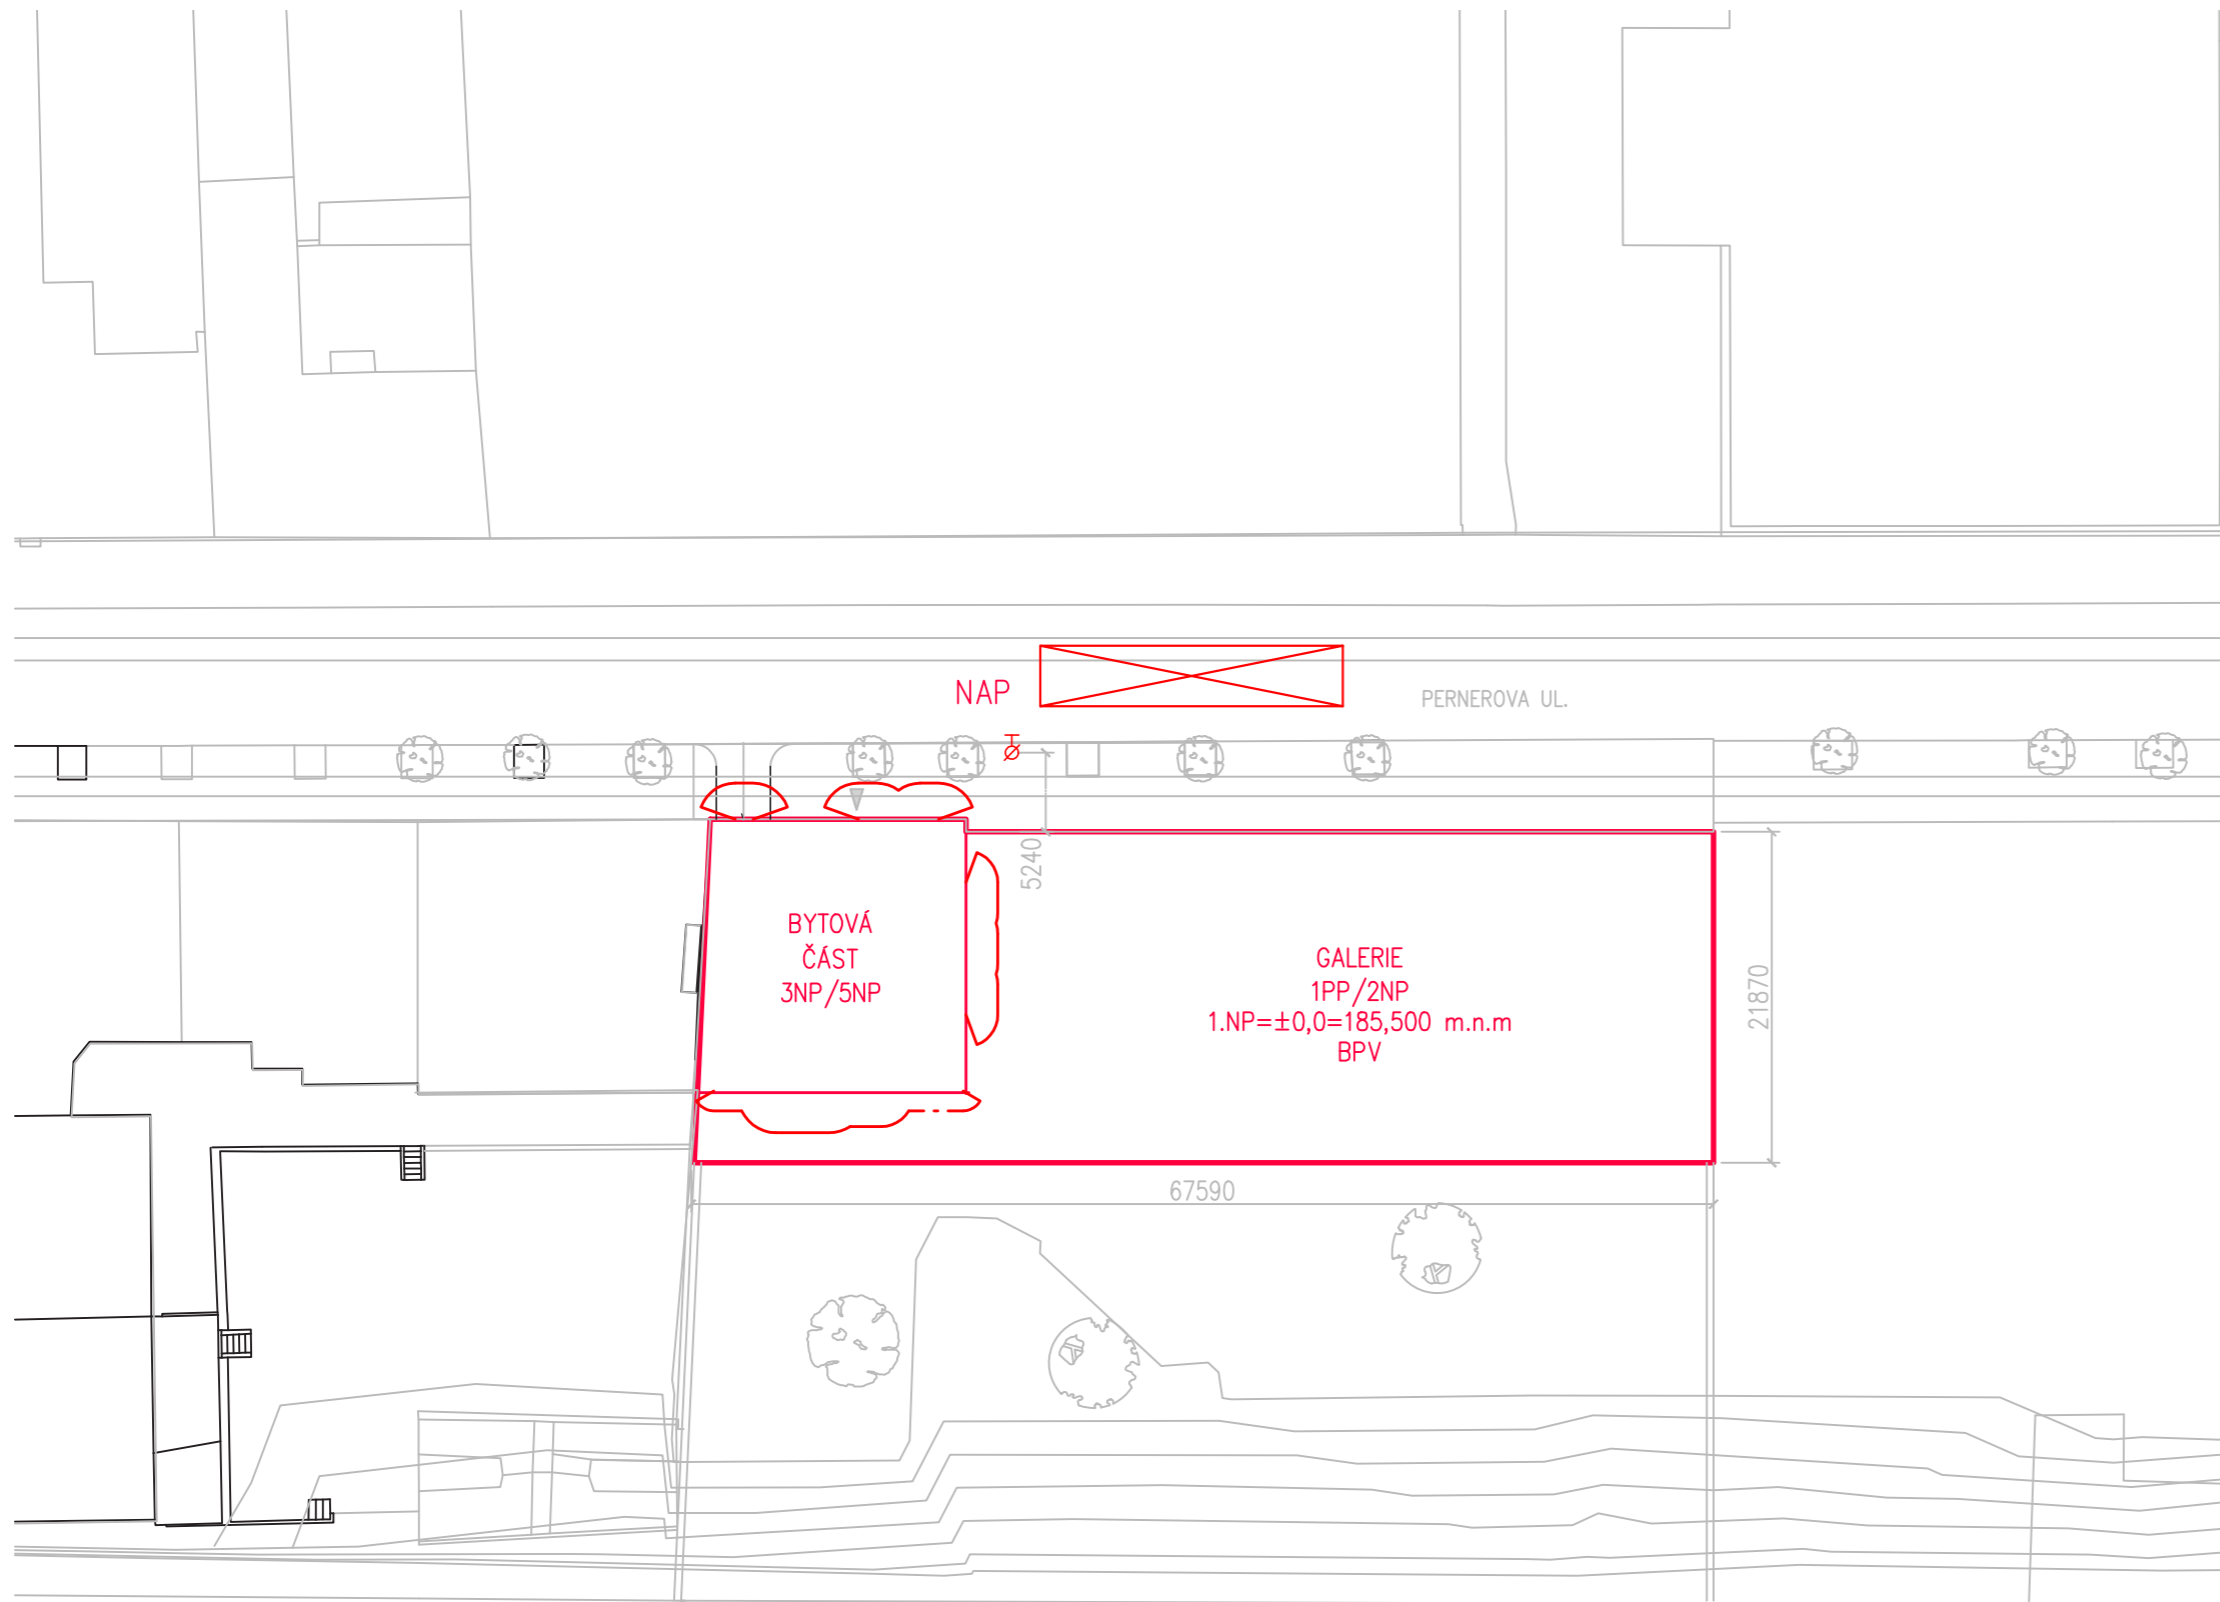 NAP
PERNEROVA UL.
5240
BYTOVÁ
ČÁST
3NP/5NP
GALERIE
1PP/2NP
1.NP=±0,0=185,500 m.n.m
BPV
21870
67590